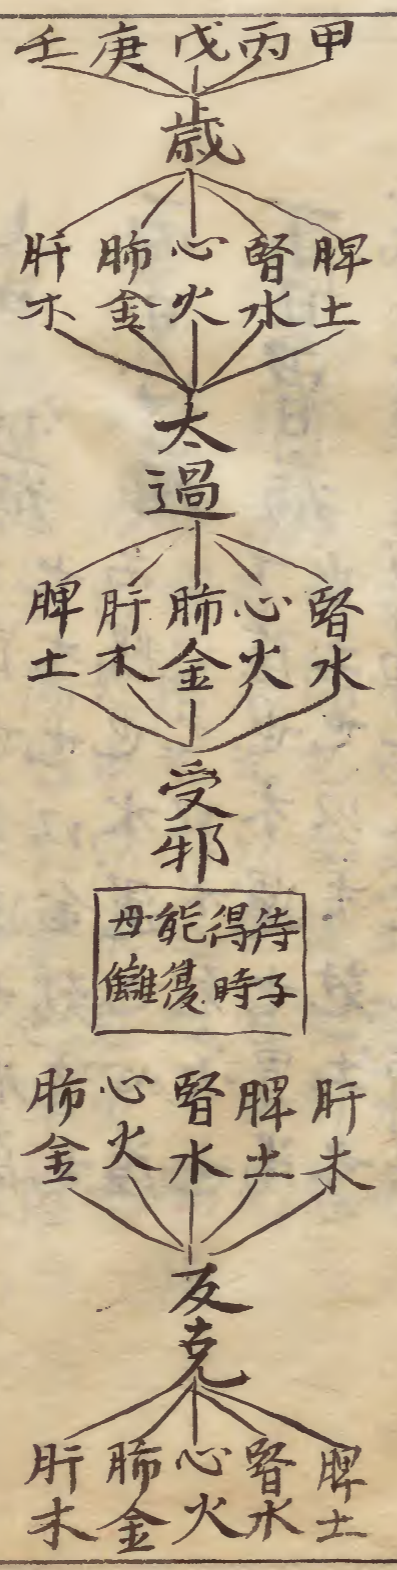 甲丙戊庚壬
歳
脾土
腎水
心火
肺金
肝木
太過
腎水
心火
肺金
肝木
脾土
受邪
待子
得時
能復
母讎
肝木
脾土
腎水
心火
肺金
反克
脾土
腎水
心火
肺金
肝木